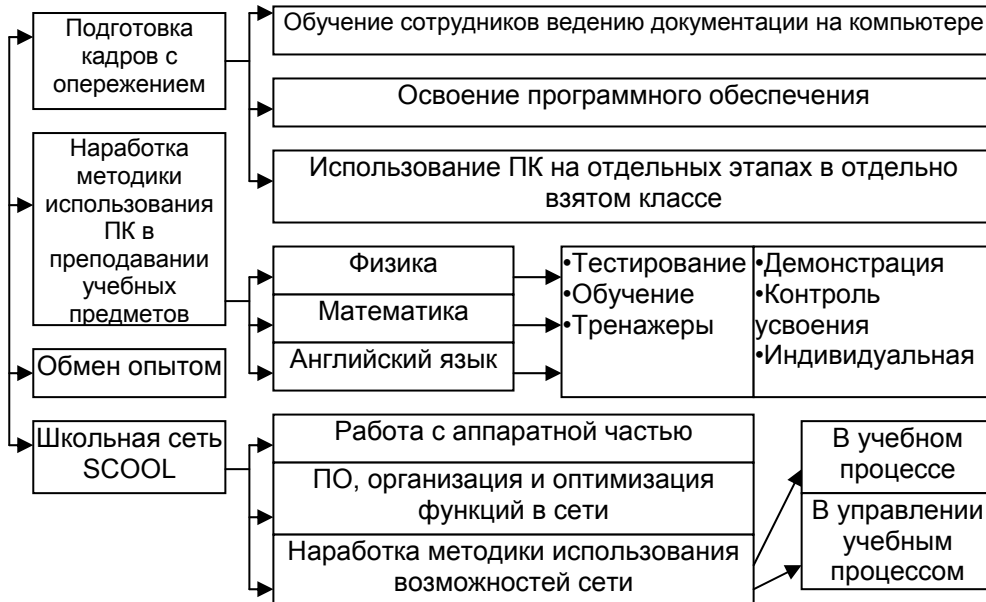 Подготовка
кадров с
опережением
Обучение сотрудников ведению документации на компьютере
Освоение программного обеспечения
Использование ПК на отдельных этапах в отдельно
взятом классе
Наработка
методики
использования
ПК в
преподавании
учебных
предметов
Физика
Математика
Английский язык
•Тестирование
•Обучение
•Тренажеры
•Демонстрация
•Контроль
усвоения
•Индивидуальная
Обмен опытом
Школьная сеть
SCOOL
Работа с аппаратной частью
ПО, организация и оптимизация
функций в сети
Наработка методики использования
возможностей сети
В учебном
процессе
В управлении
учебным
процессом